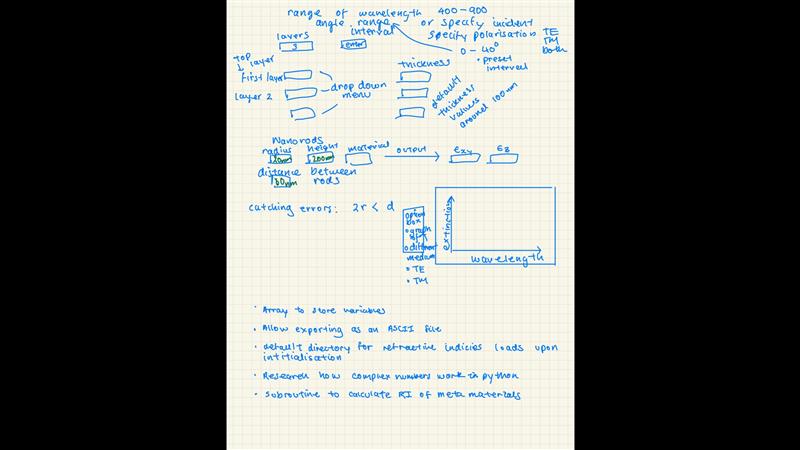 range of wavelength 400-900
angle range or specify incident
interval specify polarisation TE
TM
both
layers
3
enter
0-40°
• preset
interval
TOP
layer
thickness
First layer
drop down
menu
layer 2
default
thickness
values
around 100nm
Nanorods
radius height material OUTPUT εxy εz
20nm 200nm
distance between
rods
80nm
catching errors: 2r < d
option
box
• graph
of
• different
medium
• TE
• TM
extinction
wavelength
• Array to store variables
• Allow exporting as an ASCII file
• default directory for refractive indicies loads upon
intitialisation
• Research how complex numbers work in python
• subroutine to calculate RI of meta materials